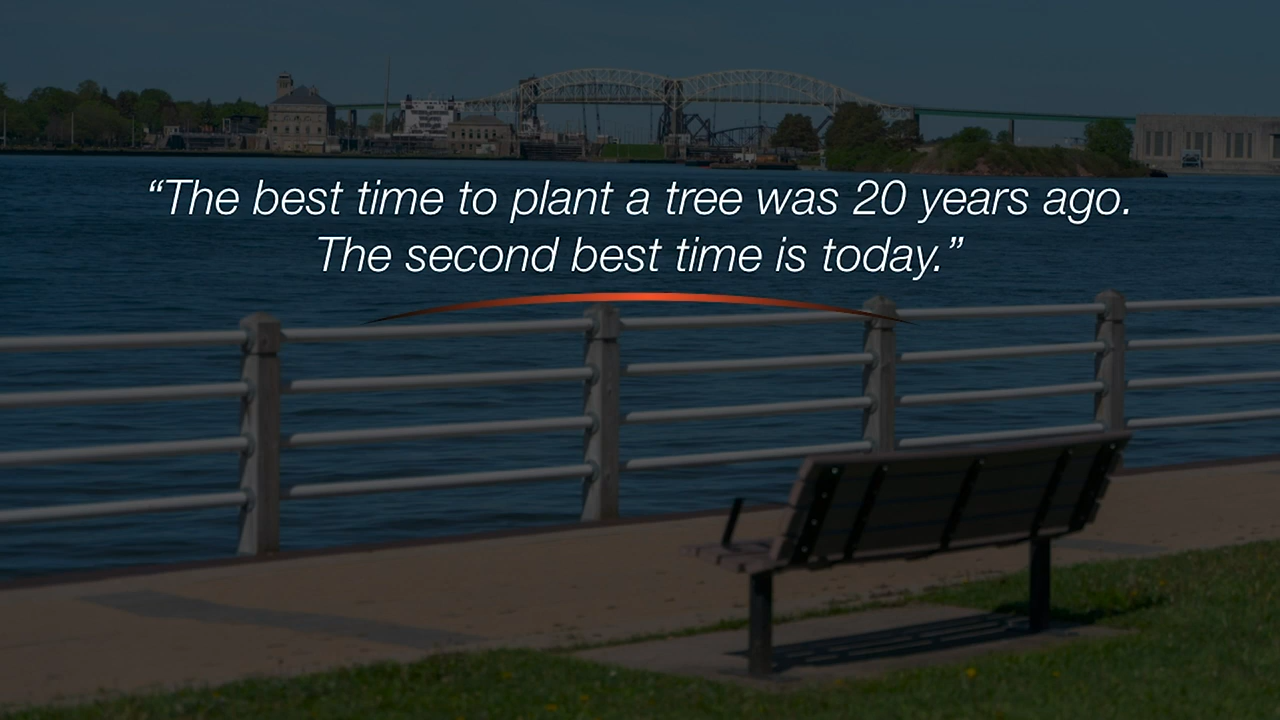 “The best time to plant a tree was 20 years ago.
The second best time is today.”